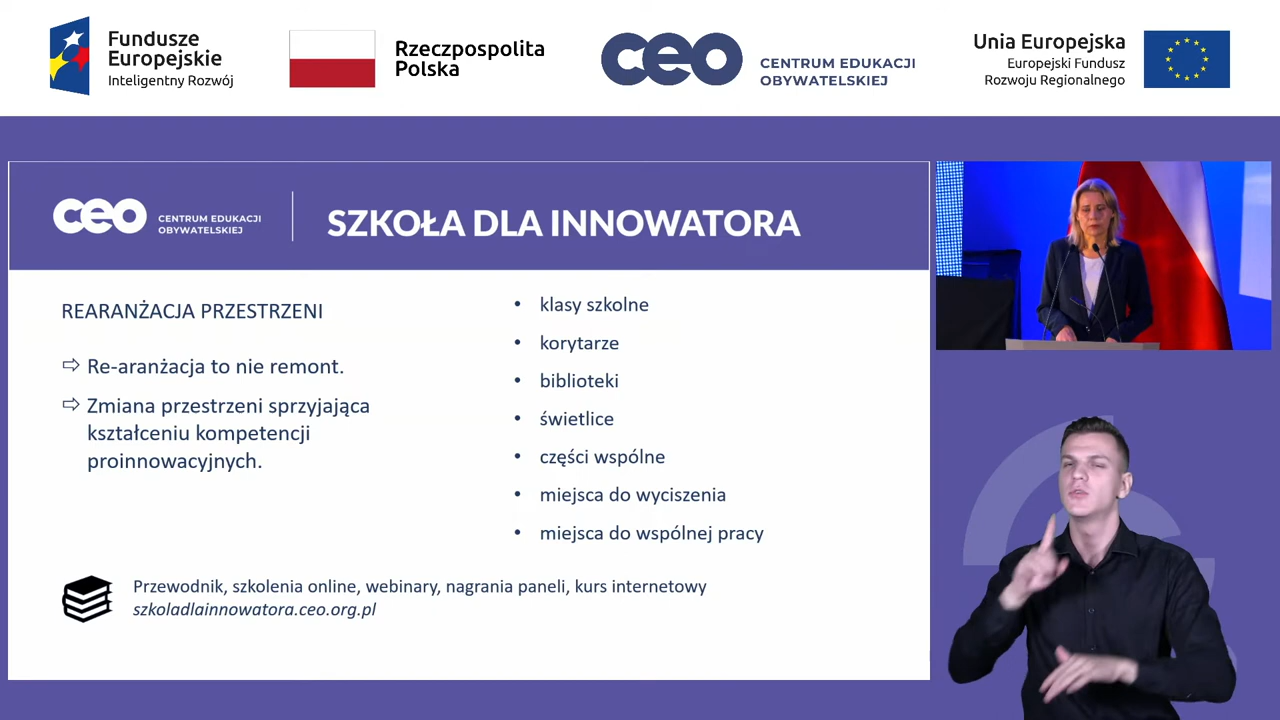 Fundusze
Europejskie
Inteligentny Rozwój
Rzeczpospolita
Polska
ceo
CENTRUM EDUKACJI
OBYWATELSKIEJ
Unia Europejska
Europejski Fundusz
Rozwoju Regionalnego
ceo
CENTRUM EDUKACJI
OBYWATELSKIEJ
SZKOŁA DLA INNOWATORA
REARANŻACJA PRZESTRZENI
⇨ Re-aranżacja to nie remont.
⇨ Zmiana przestrzeni sprzyjająca
kształceniu kompetencji
proinnowacyjnych.
• klasy szkolne
• korytarze
• biblioteki
• świetlice
• części wspólne
• miejsca do wyciszenia
• miejsca do wspólnej pracy
Przewodnik, szkolenia online, webinary, nagrania paneli, kurs internetowy
szkoladlainnowatora.ceo.org.pl